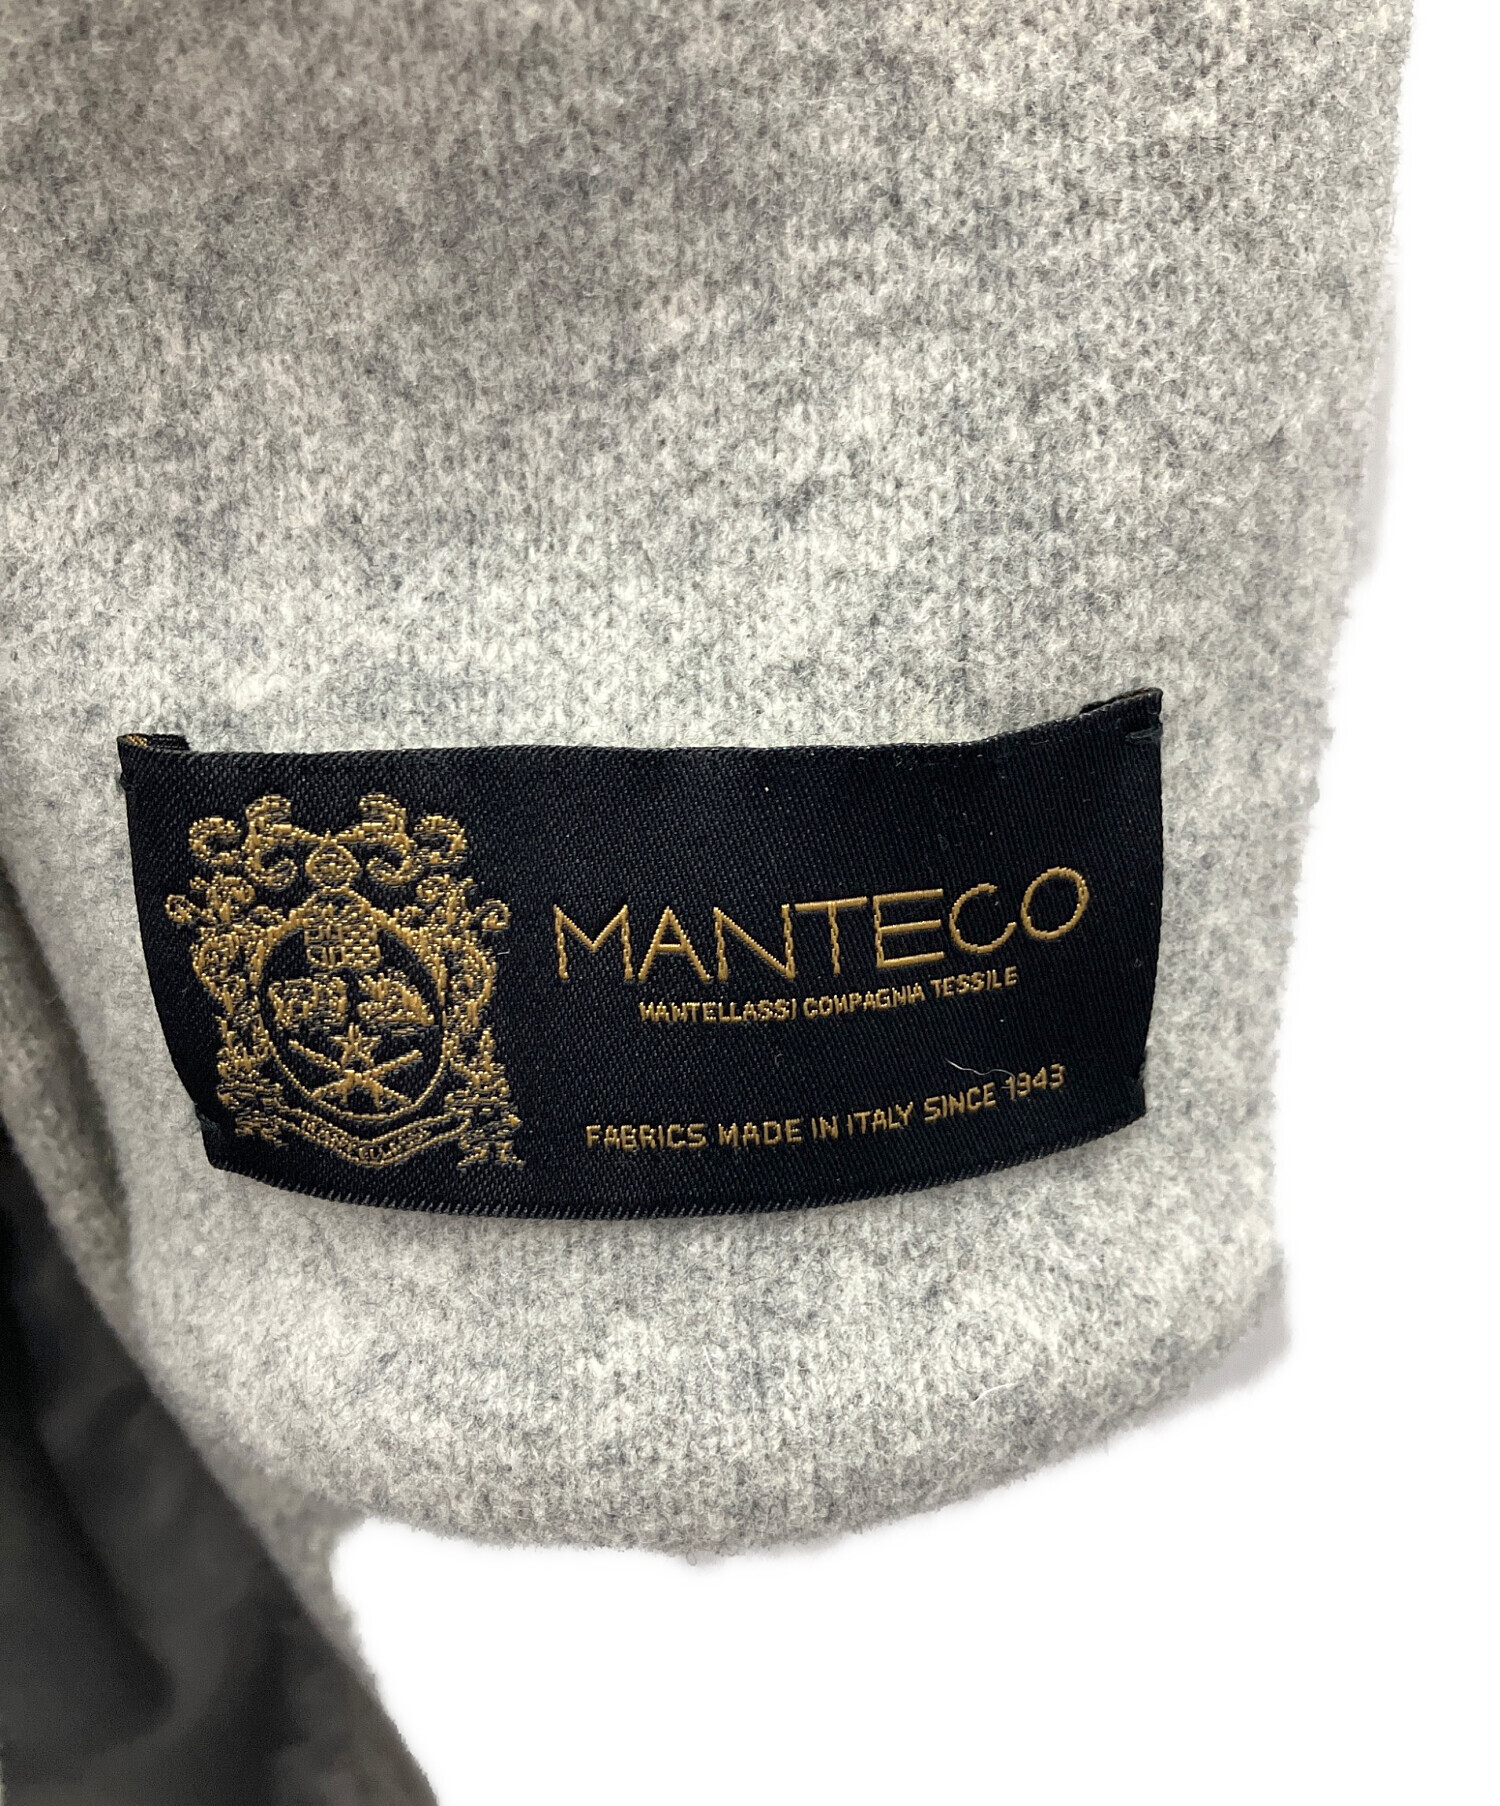 MANTECO
MANTELLASSI COMPAGNIA TESSILE
FABRICS MADE IN ITALY SINCE 1943